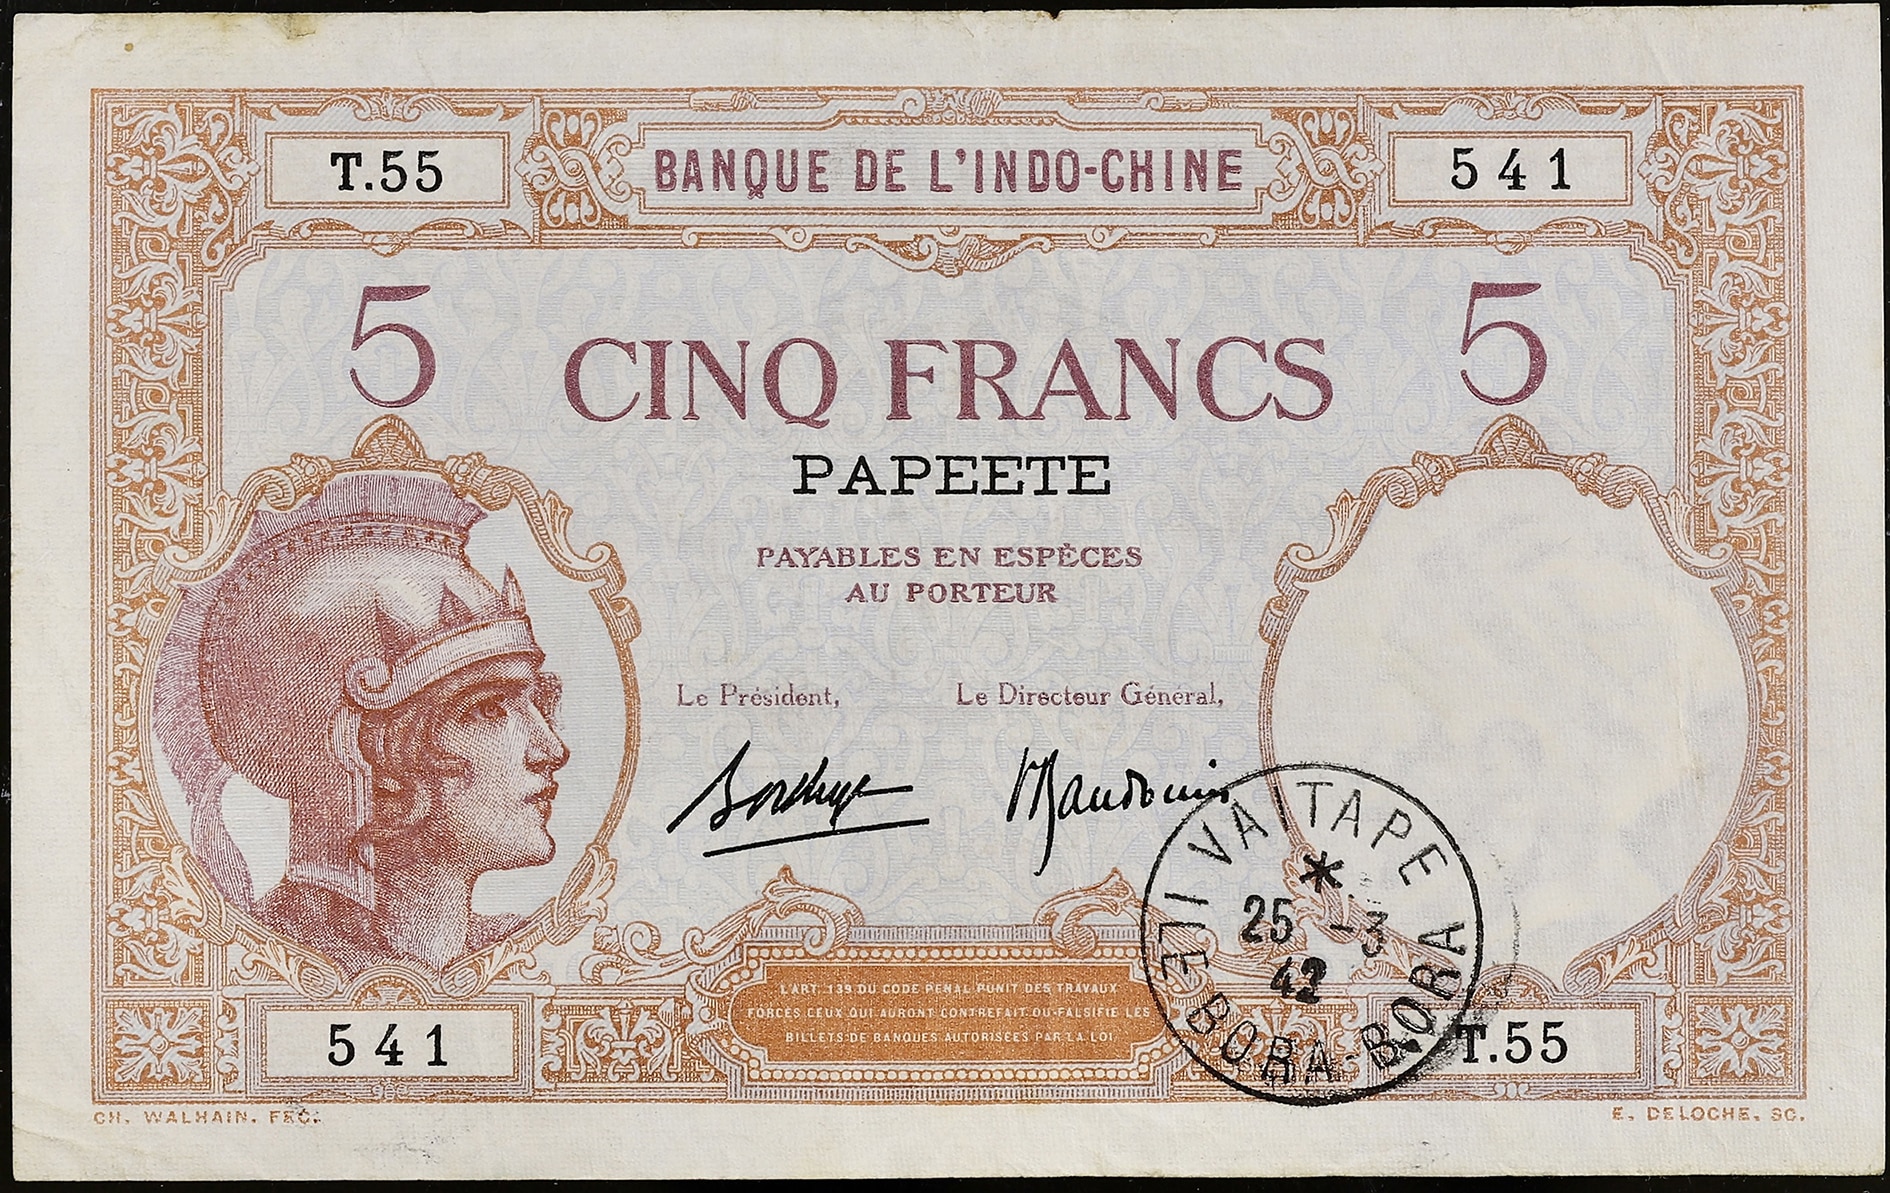 T.55 BANQUE DE L'INDO-CHINE 541
5 CINQ FRANCS 5
PAPEETE
PAYABLES EN ESPÈCES
AU PORTEUR
Le Président, Le Directeur Général,
VAITAPE
25 -3
42
ILE BORA-BORA
L'ART. 139 DU CODE PENAL PUNIT DES TRAVAUX
FORCES CEUX QUI AURONT CONTREFAIT OU FALSIFIE LES
BILLETS DE BANQUES AUTORISEES PAR LA LOI.
541 T.55
CH. WALHAIN. FEC. E. DELOCHE. SC.